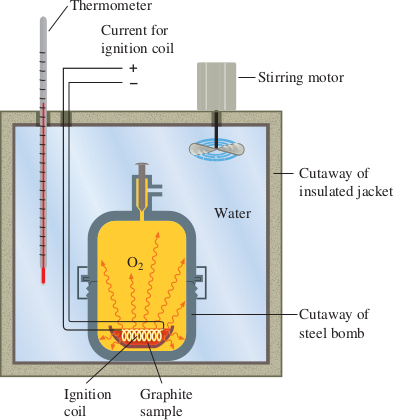 Thermometer
Current for
ignition coil
+
−
Stirring motor
Cutaway of
insulated jacket
Water
O₂
Cutaway of
steel bomb
Ignition
coil
Graphite
sample